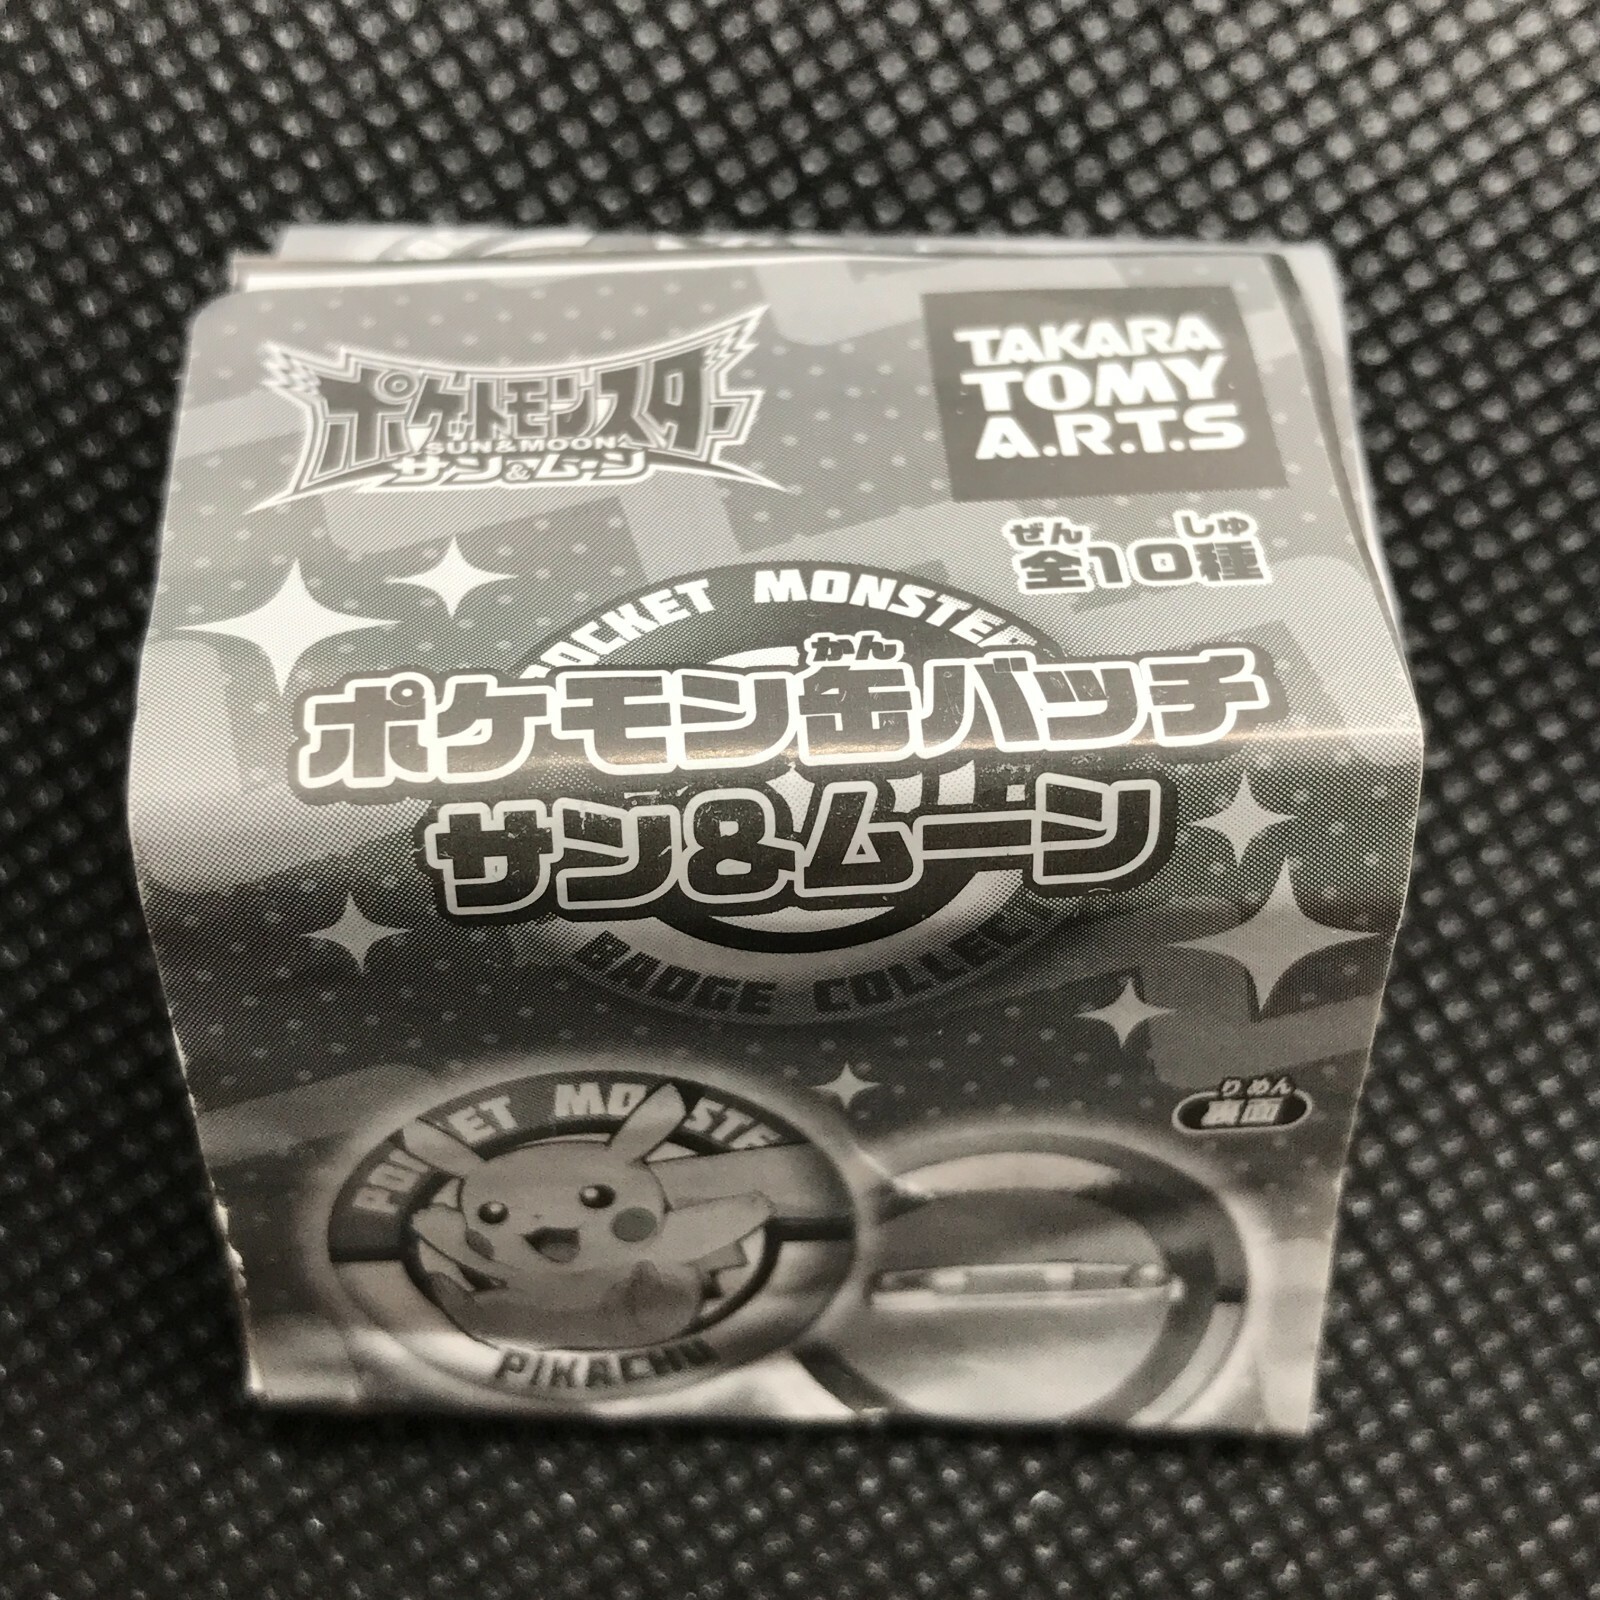 ポケットモンスター
SUN&MOON
サン&ムーン
TAKARA
TOMY
A.R.T.S
ぜん しゅ
全10種
POCKET MONSTER
かん
ポケモン缶バッチ
サン&ムーン
BADGE COLLECT
りめん
裏面
POCKET MONSTE
PIKACHU